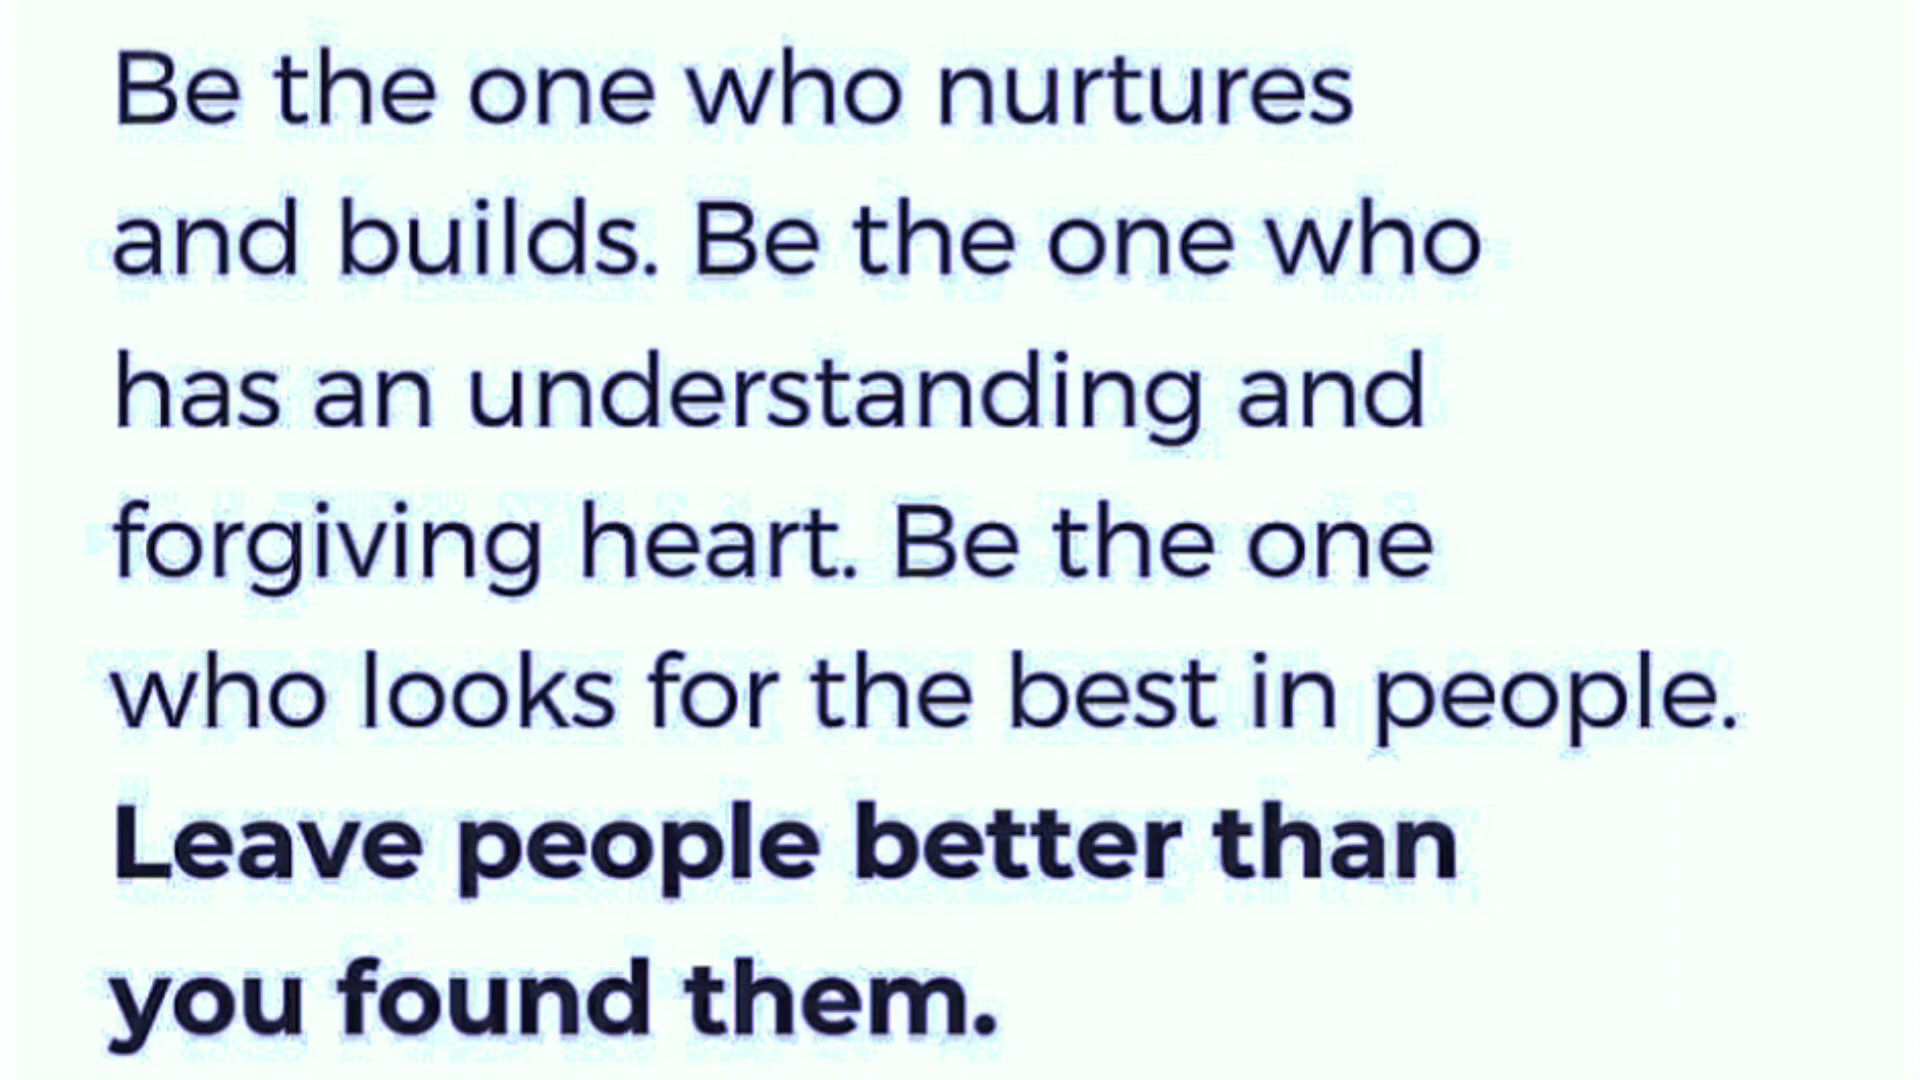 Be the one who nurtures
and builds. Be the one who
has an understanding and
forgiving heart. Be the one
who looks for the best in people.
Leave people better than
you found them.